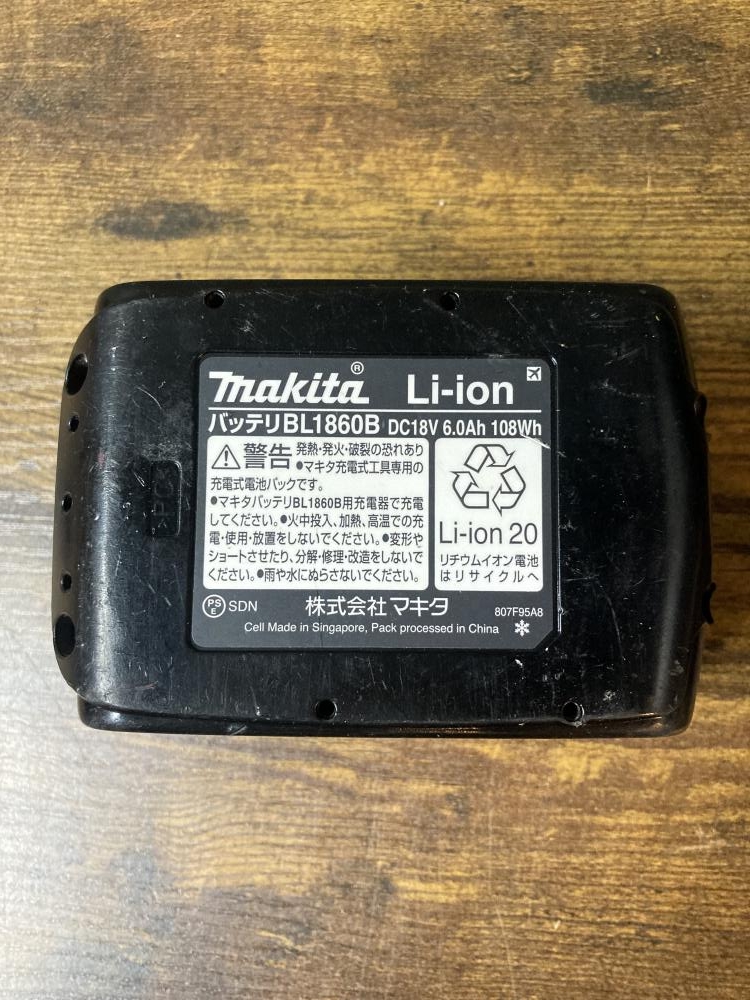 makita® Li-ion
バッテリBL1860B DC18V 6.0Ah 108Wh
警告 発熱・発火・破裂の恐れあり
●マキタ充電式工具専用の
充電式電池パックです。
●マキタバッテリBL1860B用充電器で充電
してください。●火中投入、加熱、高温での充
電・使用・放置をしないでください。●変形や
ショートさせたり、分解・修理・改造をしないで
ください。●雨や水にぬらさないでください。
Li-ion 20
リチウムイオン電池
はリサイクルへ
PSE SDN 株式会社マキタ 807F95A8
Cell Made in Singapore, Pack processed in China
>PC<